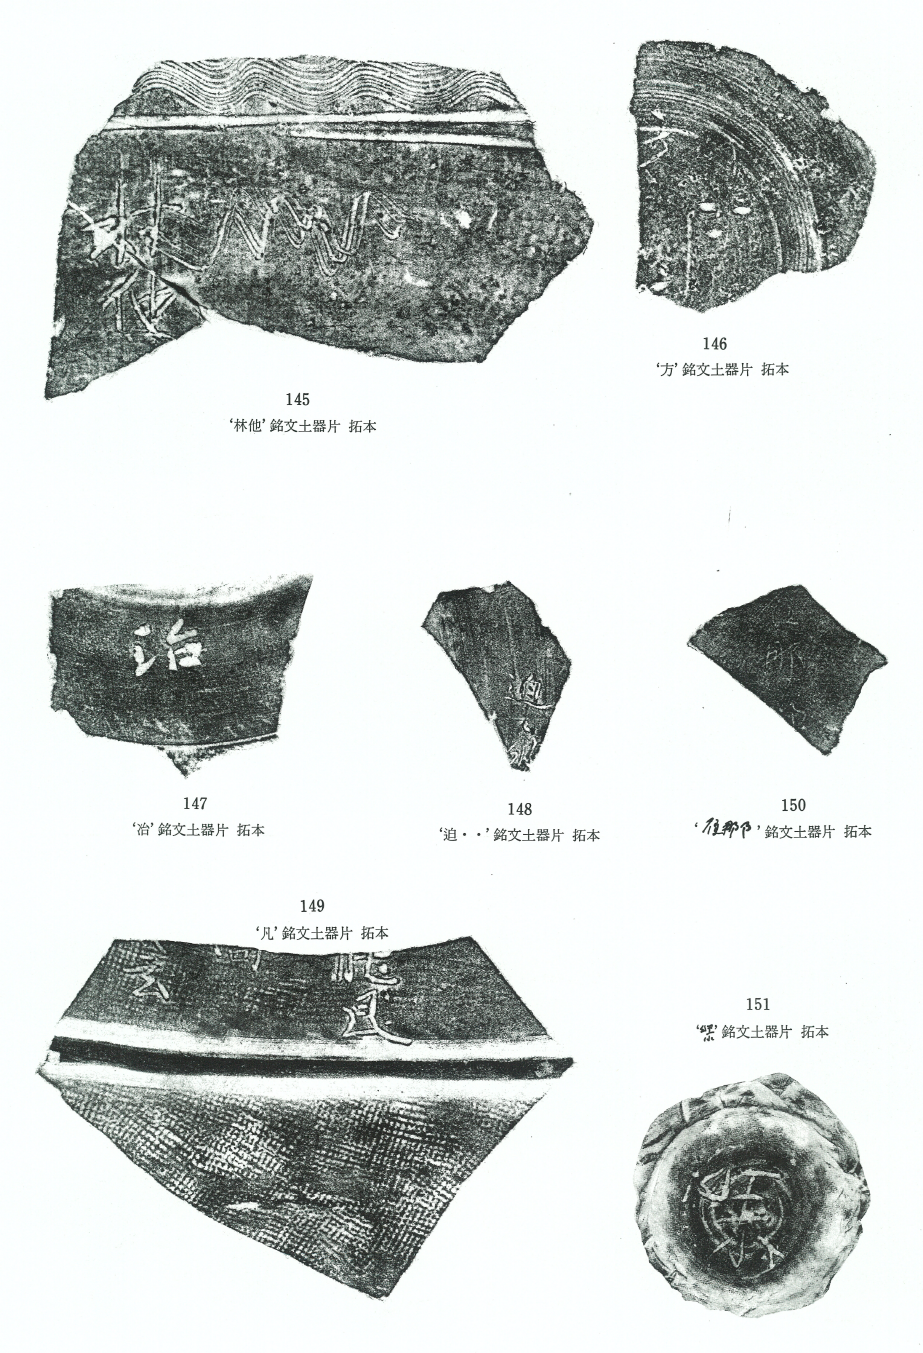 145
‘林他’銘文土器片 拓本
146
‘方’銘文土器片 拓本
治
147
‘冶’銘文土器片 拓本
148
‘迫・・’銘文土器片 拓本
150
銘文土器片 拓本
149
‘凡’銘文土器片 拓本
151
銘文土器片 拓本